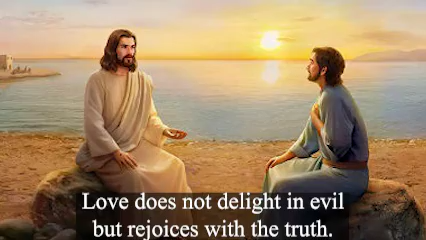 Love does not delight in evil
but rejoices with the truth.